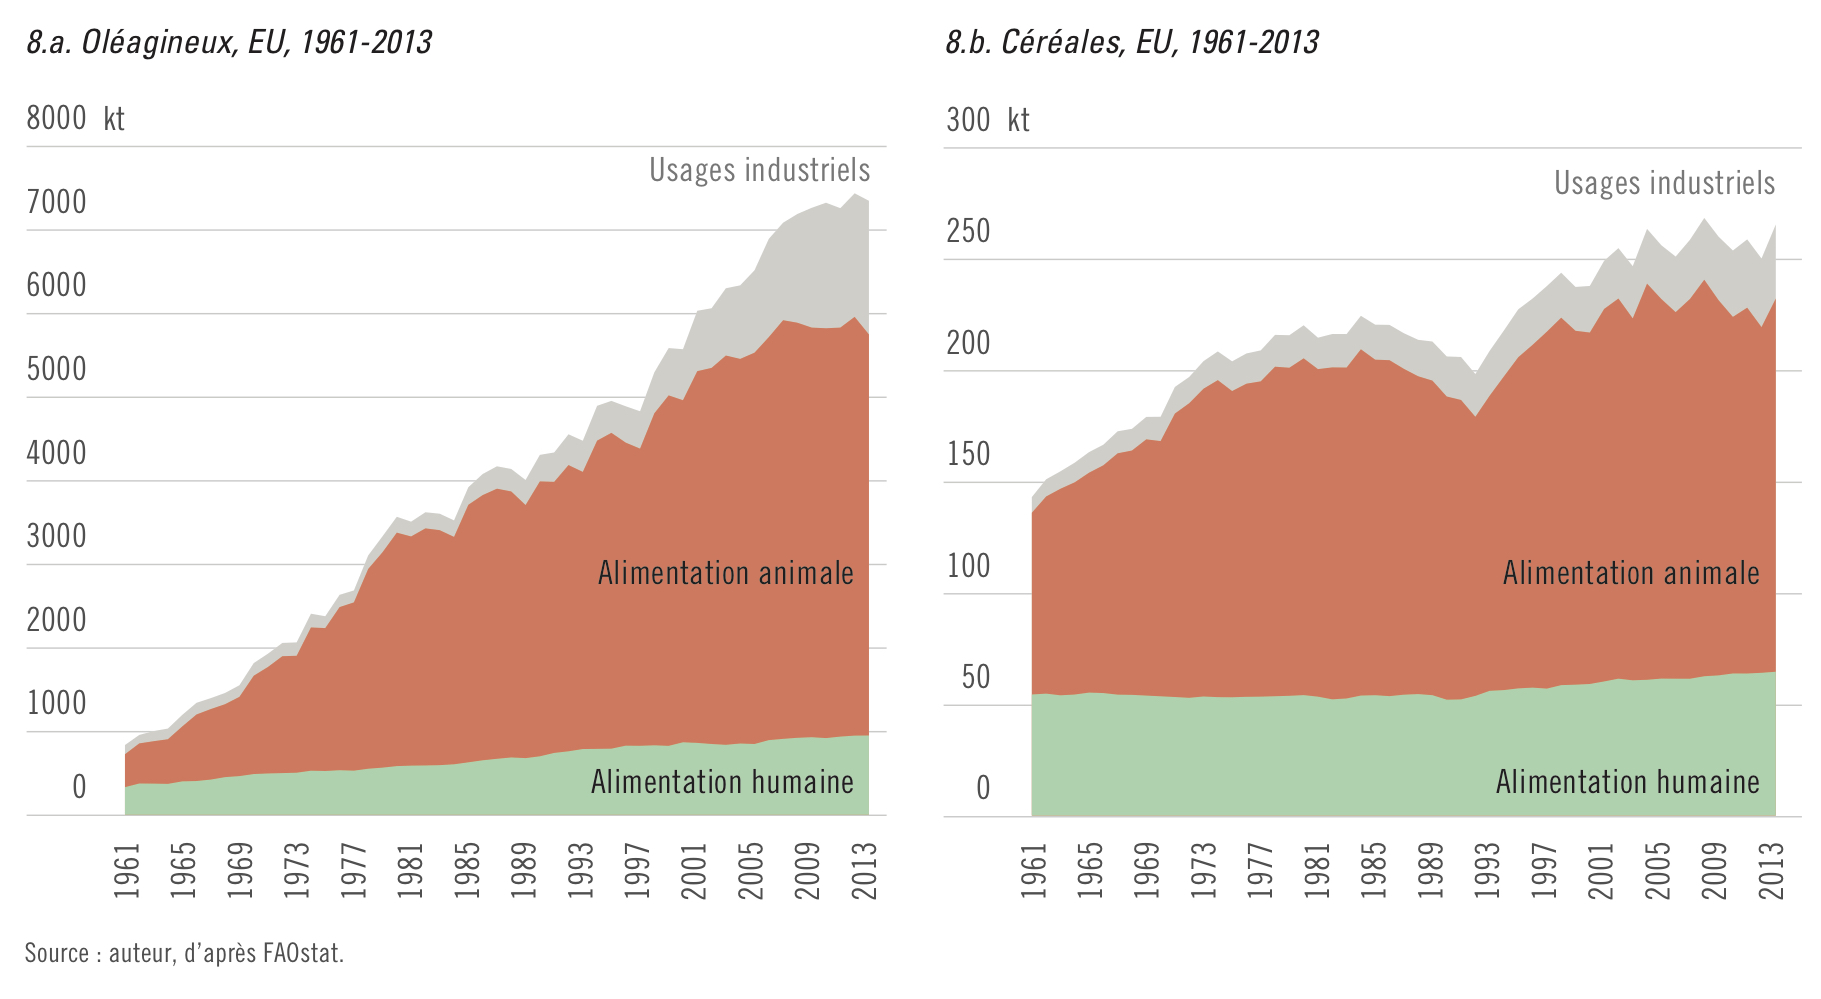 8.a. Oléagineux, EU, 1961-2013
8000 kt
7000
6000
5000
4000
3000
2000
1000
0
Usages industriels
Alimentation animale
Alimentation humaine
1961 1965 1969 1973 1977 1981 1985 1989 1993 1997 2001 2005 2009 2013
8.b. Céréales, EU, 1961-2013
300 kt
250
200
150
100
50
0
Usages industriels
Alimentation animale
Alimentation humaine
1961 1965 1969 1973 1977 1981 1985 1989 1993 1997 2001 2005 2009 2013
Source : auteur, d’après FAOstat.